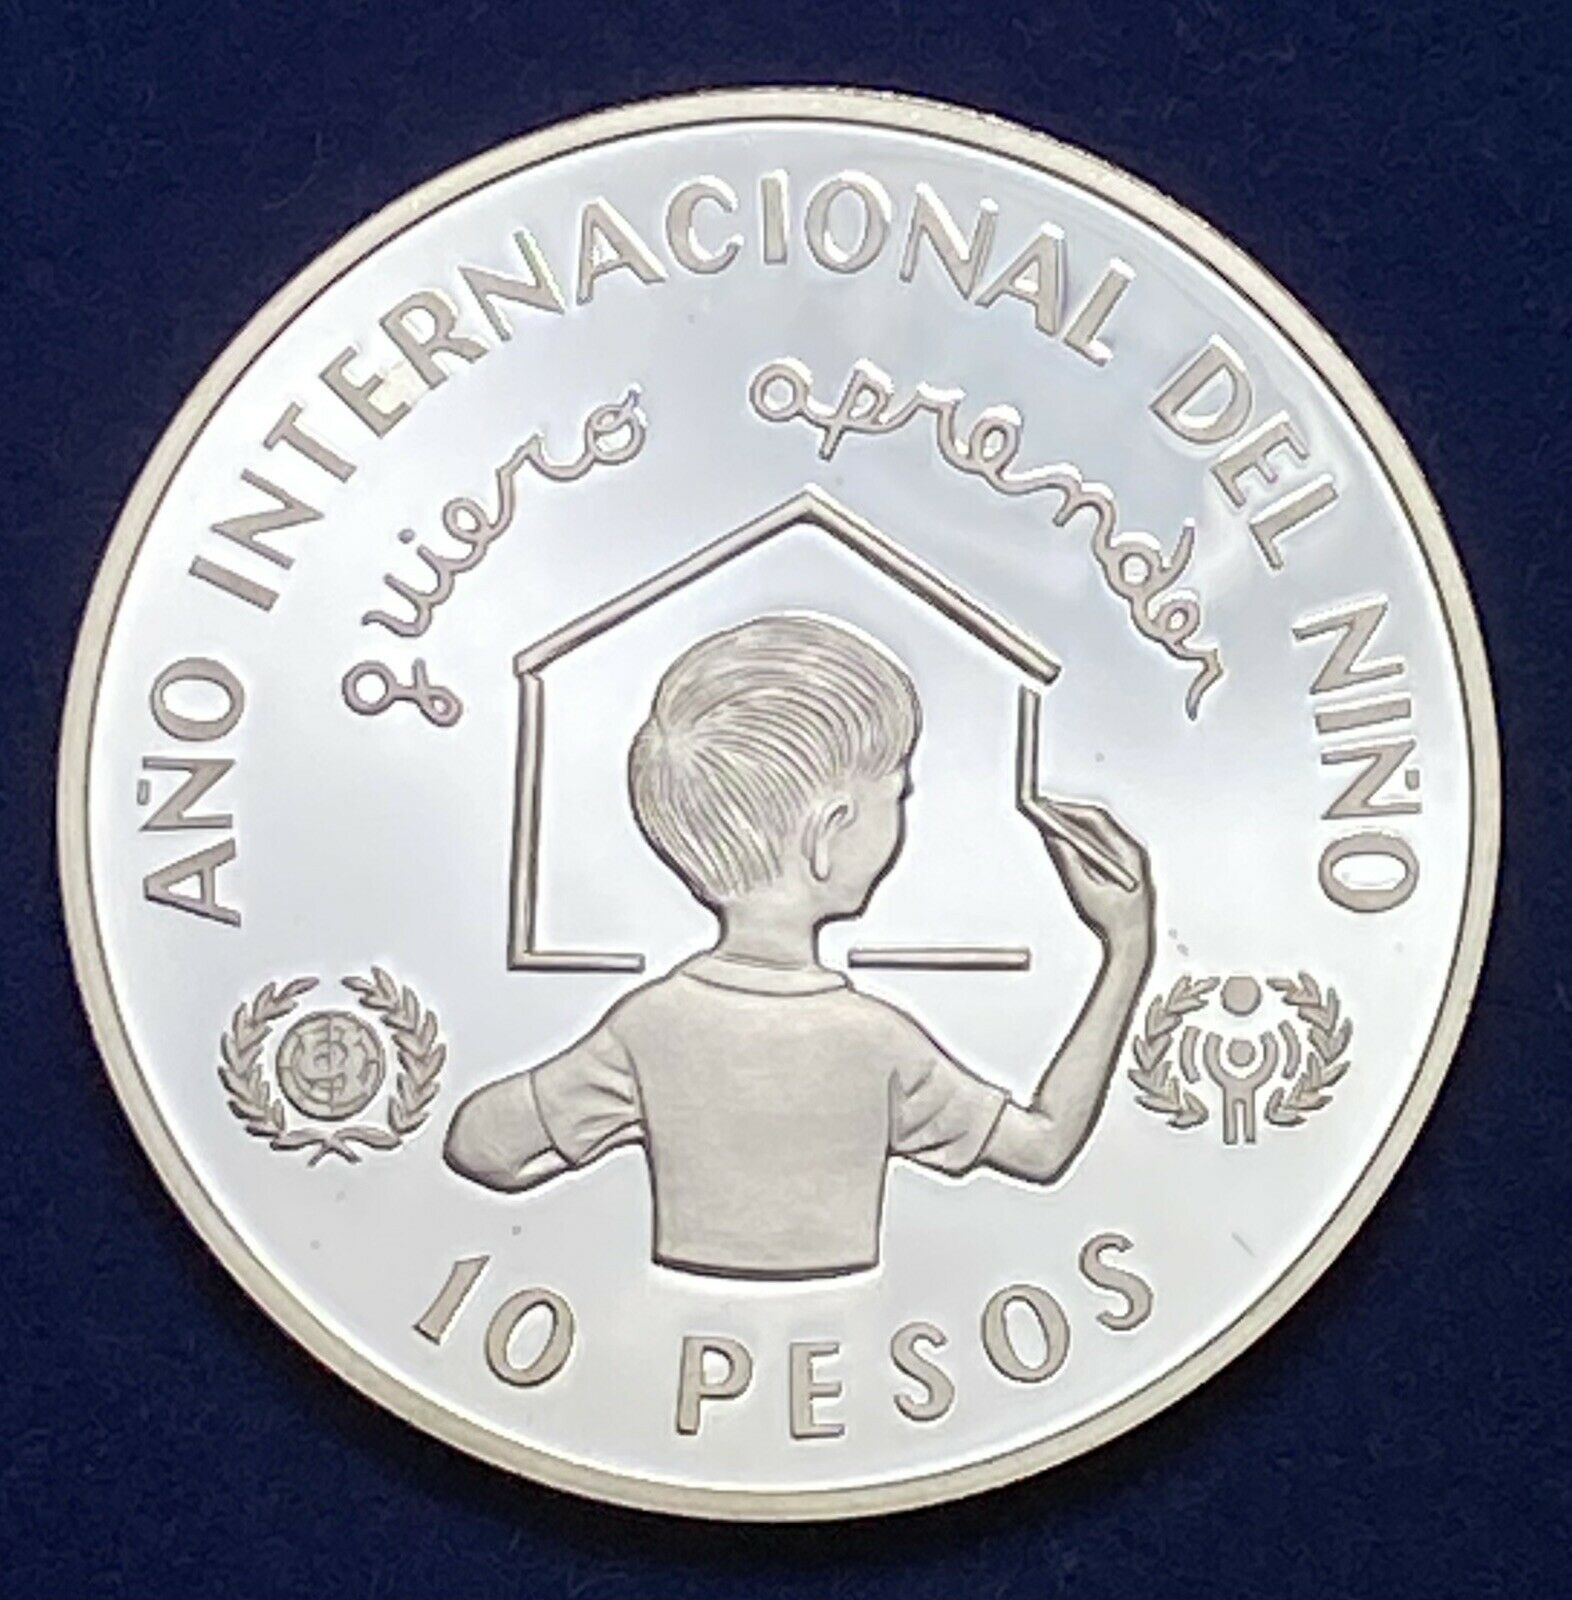 AÑO INTERNACIONAL DEL NIÑO
quiero aprender
10 PESOS